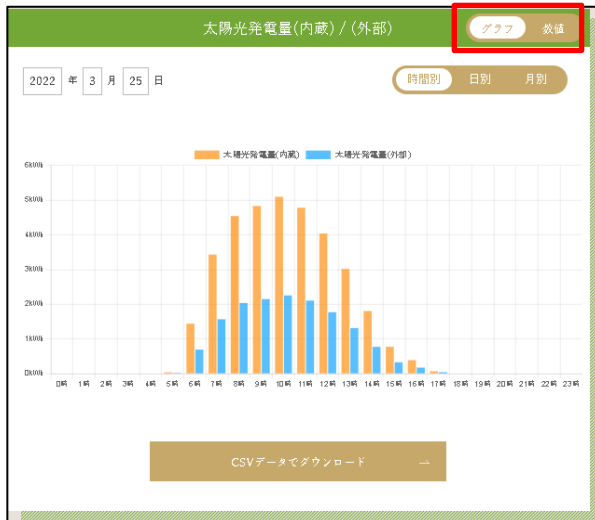 太陽光発電量(内蔵) / (外部)
グラフ 数値
2022 年 3 月 25 日
時間別 日別 月別
太陽光発電量(内蔵) 太陽光発電量(外部)
6kWh
5kWh
4kWh
3kWh
2kWh
1kWh
0kWh
0時 1時 2時 3時 4時 5時 6時 7時 8時 9時 10時 11時 12時 13時 14時 15時 16時 17時 18時 19時 20時 21時 22時 23時
CSVデータでダウンロード →